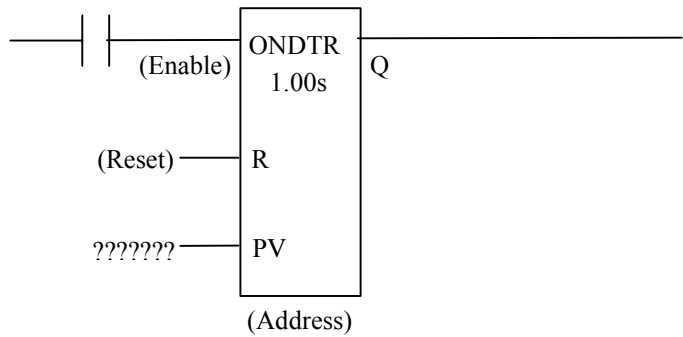 ONDTR
(Enable)
1.00s
Q
(Reset)
R
???????
PV
(Address)